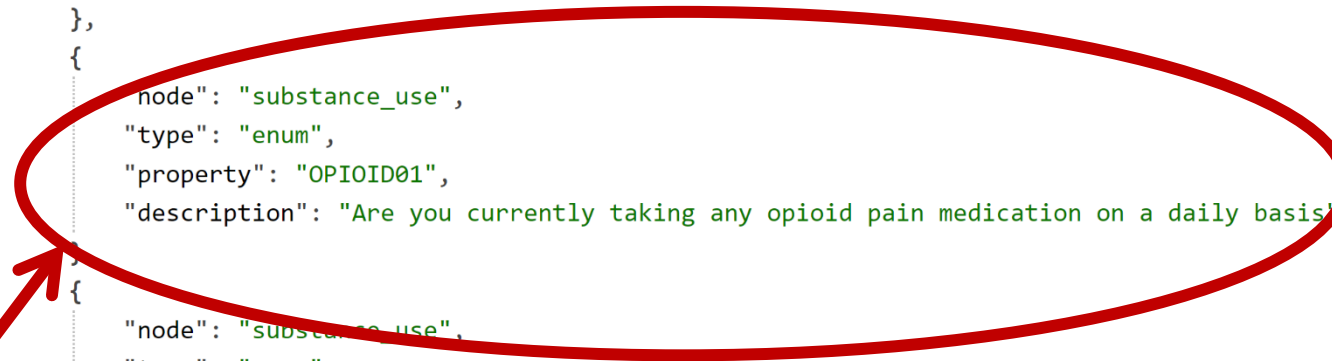 },
{
"node": "substance_use",
"type": "enum",
"property": "OPIOID01",
"description": "Are you currently taking any opioid pain medication on a daily basis"
}
{
"node": "substance_use",